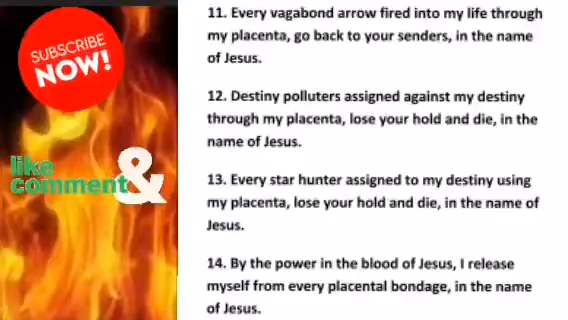 SUBSCRIBE
NOW!
like
comment &
11. Every vagabond arrow fired into my life through
my placenta, go back to your senders, in the name
of Jesus.
12. Destiny polluters assigned against my destiny
through my placenta, lose your hold and die, in the
name of Jesus.
13. Every star hunter assigned to my destiny using
my placenta, lose your hold and die, in the name of
Jesus.
14. By the power in the blood of Jesus, I release
myself from every placental bondage, in the name
of Jesus.